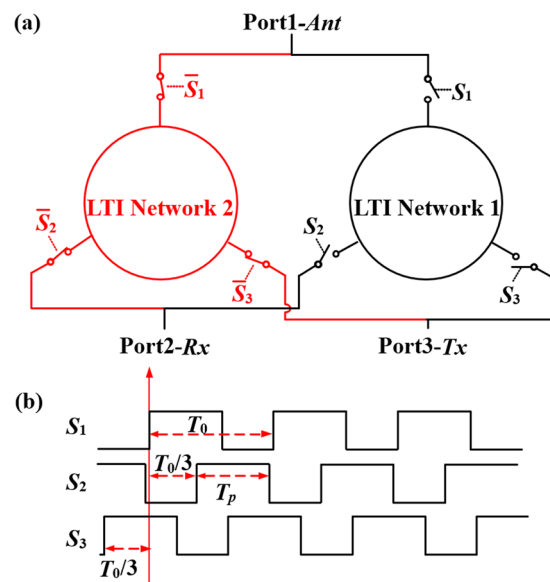 (a)
Port1-Ant
S̅1
S1
LTI Network 2
LTI Network 1
S̅2
S2
S̅3
S3
Port2-Rx
Port3-Tx
(b)
S1
T0
T0/3
S2
Tp
S3
T0/3